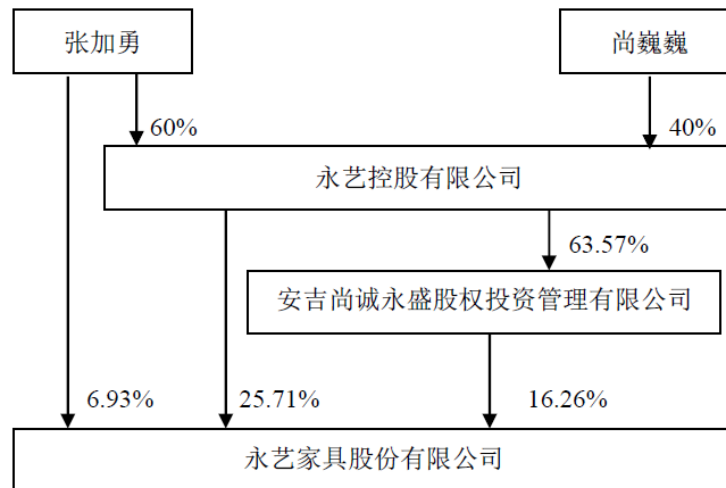 张加勇
尚巍巍
60%
40%
永艺控股有限公司
63.57%
安吉尚诚永盛股权投资管理有限公司
6.93%
25.71%
16.26%
永艺家具股份有限公司